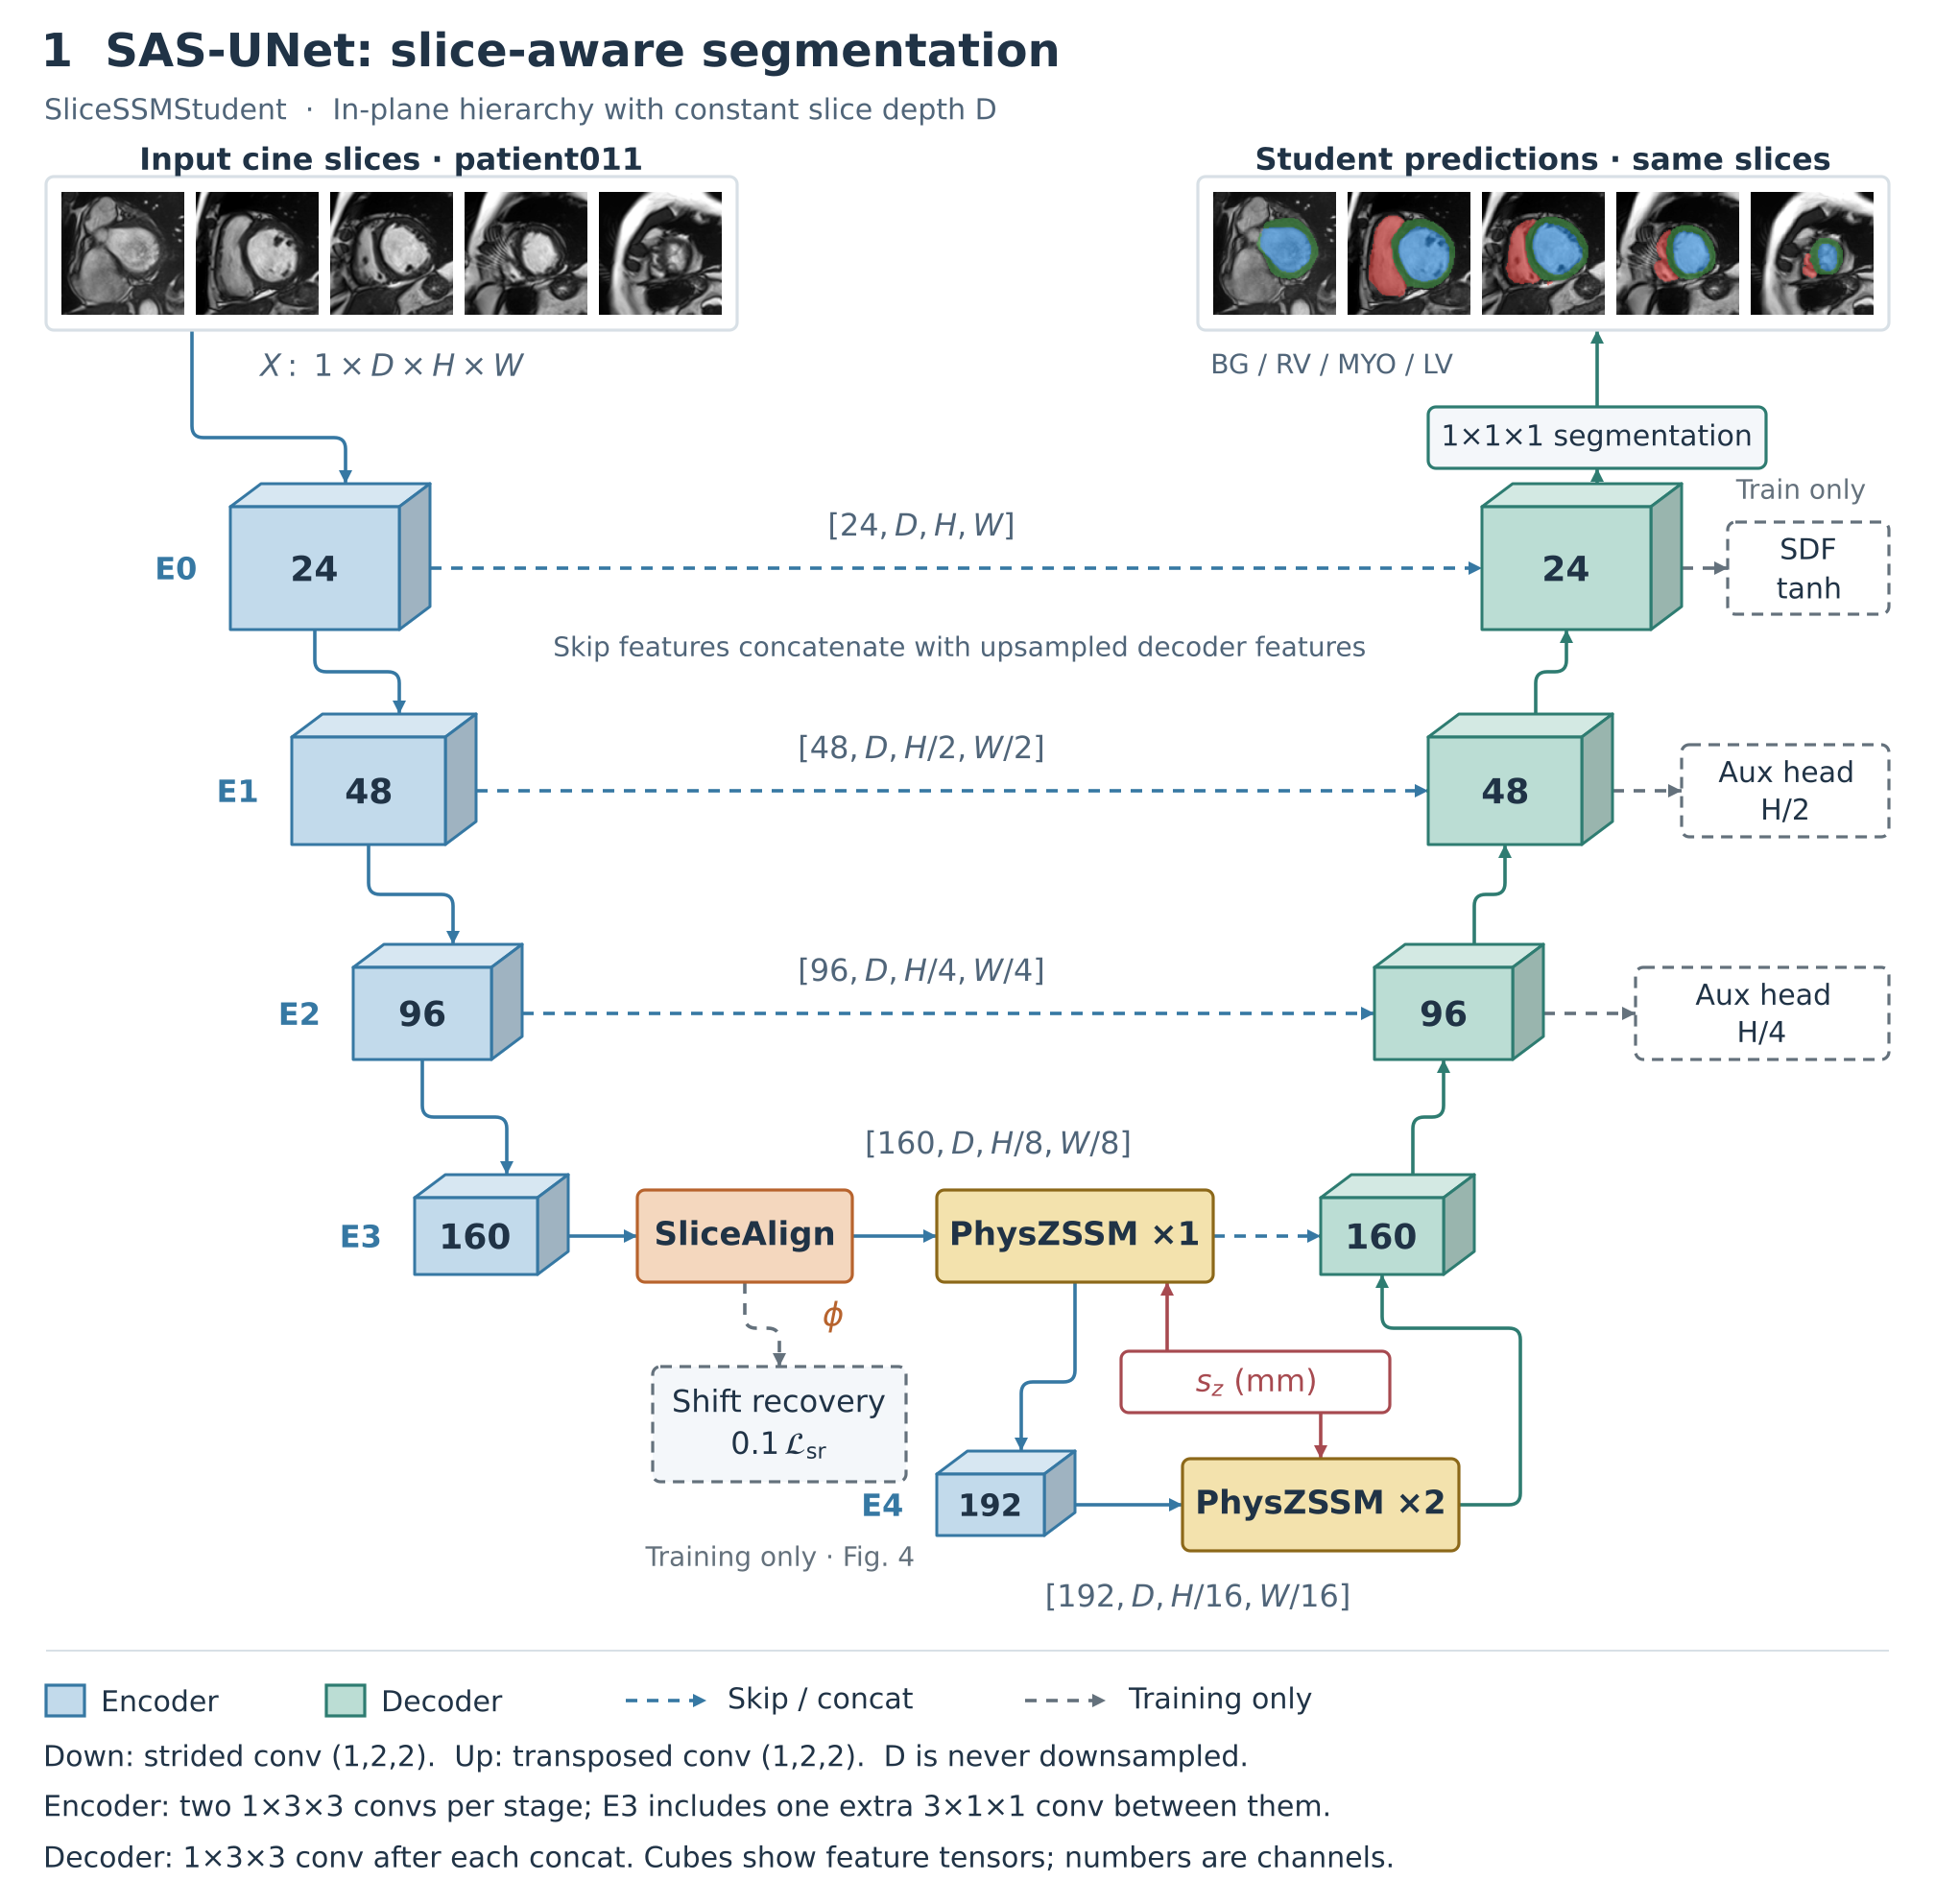 1 SAS-UNet: slice-aware segmentation
SliceSSMStudent · In-plane hierarchy with constant slice depth D
Input cine slices · patient011
Student predictions · same slices
X : 1 × D × H × W
BG / RV / MYO / LV
1×1×1 segmentation
Train only
[24, D, H, W]
E0
24
24
SDF
tanh
Skip features concatenate with upsampled decoder features
[48, D, H/2, W/2]
E1
48
48
Aux head
H/2
[96, D, H/4, W/4]
E2
96
96
Aux head
H/4
[160, D, H/8, W/8]
E3
160
SliceAlign
PhysZSSM ×1
160
ϕ
Shift recovery
0.1 ℒsr
s_z (mm)
E4
192
PhysZSSM ×2
Training only · Fig. 4
[192, D, H/16, W/16]
Encoder
Decoder
Skip / concat
Training only
Down: strided conv (1,2,2). Up: transposed conv (1,2,2). D is never downsampled.
Encoder: two 1×3×3 convs per stage; E3 includes one extra 3×1×1 conv between them.
Decoder: 1×3×3 conv after each concat. Cubes show feature tensors; numbers are channels.